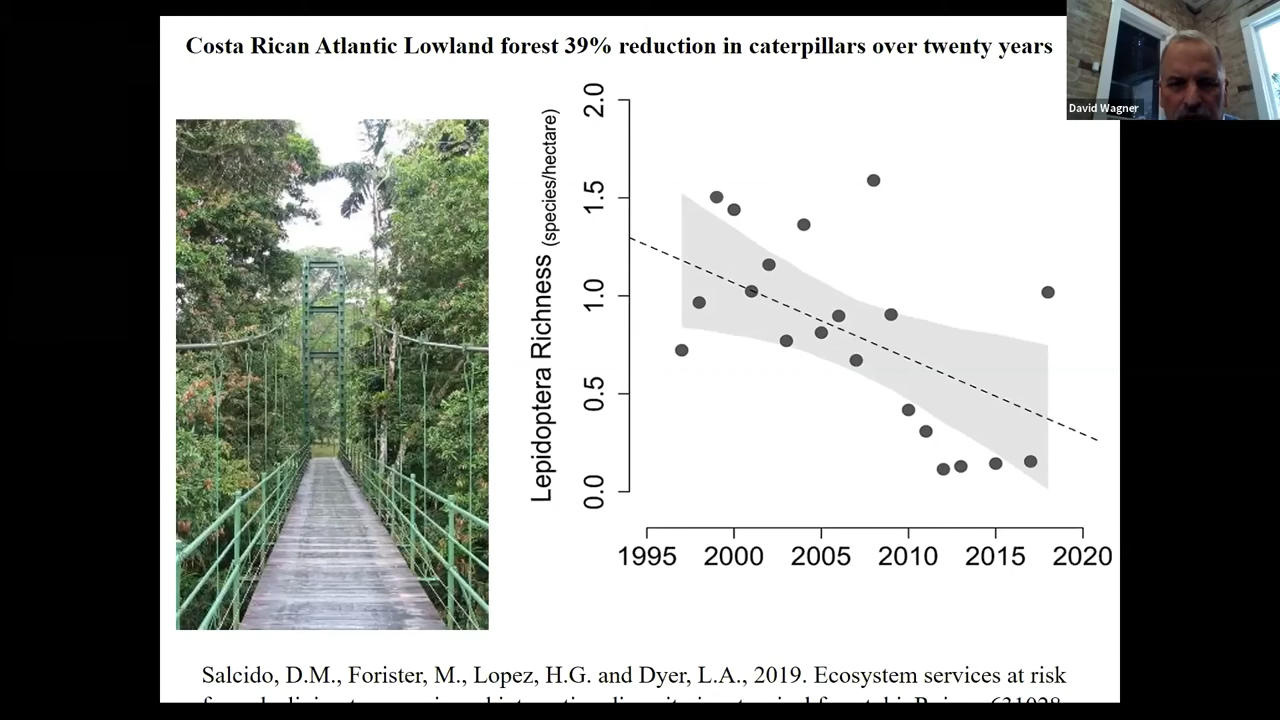 Costa Rican Atlantic Lowland forest 39% reduction in caterpillars over twenty years
David Wagner
Lepidoptera Richness (species/hectare)
2.0
1.5
1.0
0.5
0.0
1995 2000 2005 2010 2015 2020
Salcido, D.M., Forister, M., Lopez, H.G. and Dyer, L.A., 2019. Ecosystem services at risk